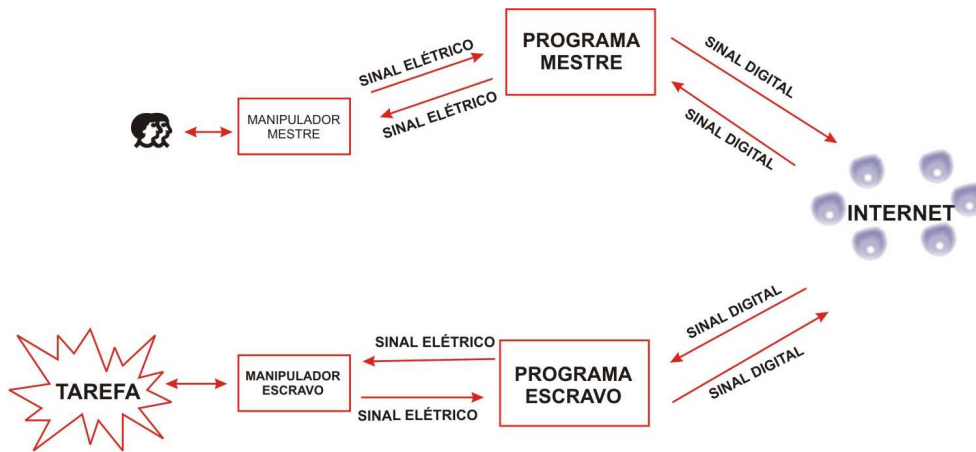 PROGRAMA
MESTRE
SINAL ELÉTRICO
SINAL ELÉTRICO
SINAL DIGITAL
SINAL DIGITAL
MANIPULADOR
MESTRE
INTERNET
SINAL DIGITAL
SINAL DIGITAL
SINAL ELÉTRICO
SINAL ELÉTRICO
PROGRAMA
ESCRAVO
MANIPULADOR
ESCRAVO
TAREFA